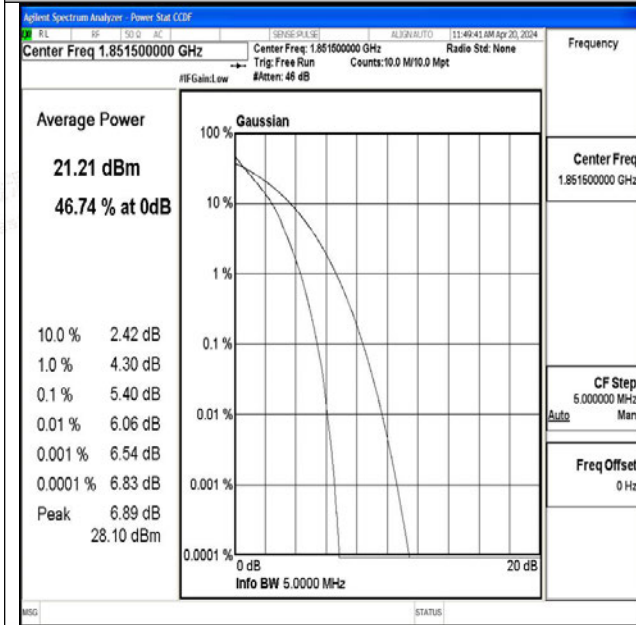 Agilent Spectrum Analyzer - Power Stat CCDF
RL RF 50 Ω AC SENSE:PULSE ALIGNAUTO 11:49:41 AM Apr 20, 2024
Center Freq 1.851500000 GHz
Center Freq: 1.851500000 GHz Radio Std: None
Trig: Free Run Counts:10.0 M/10.0 Mpt
#IFGain:Low #Atten: 46 dB
Average Power
21.21 dBm
46.74 % at 0dB
10.0 % 2.42 dB
1.0 % 4.30 dB
0.1 % 5.40 dB
0.01 % 6.06 dB
0.001 % 6.54 dB
0.0001 % 6.83 dB
Peak 6.89 dB
28.10 dBm
Gaussian
100 %
10 %
1 %
0.1 %
0.01 %
0.001 %
0.0001 %
0 dB 20 dB
Info BW 5.0000 MHz
Frequency
Center Freq
1.851500000 GHz
CF Step
5.000000 MHz
Auto Man
Freq Offset
0 Hz
MSG STATUS